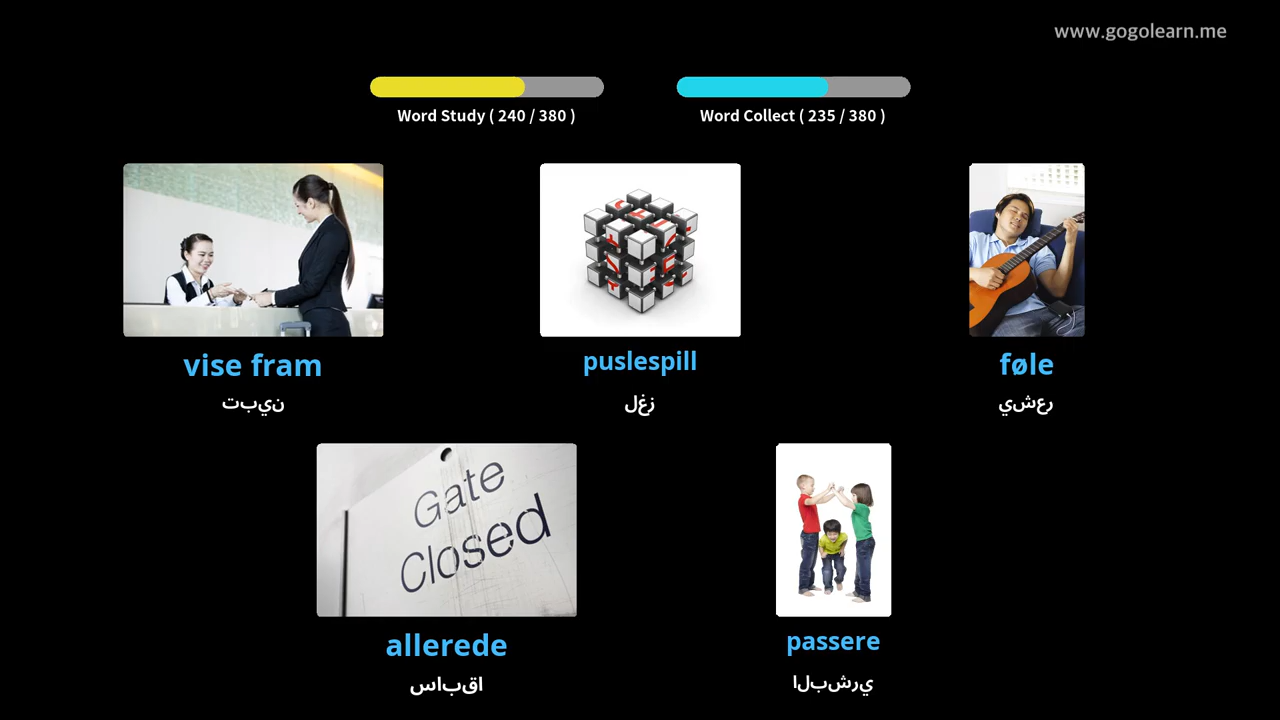 www.gogolearn.me
Word Study ( 240 / 380 )
Word Collect ( 235 / 380 )
vise fram
تبين
puslespill
لغز
føle
يشعر
Gate
Closed
allerede
سابقا
passere
البشري